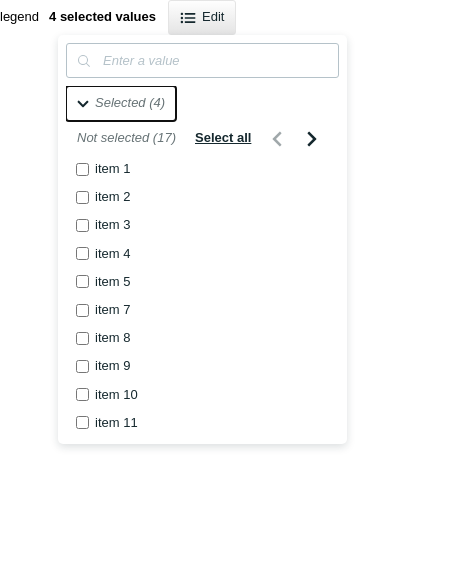 legend 4 selected values Edit
Enter a value
Selected (4)
Not selected (17) Select all
item 1
item 2
item 3
item 4
item 5
item 7
item 8
item 9
item 10
item 11